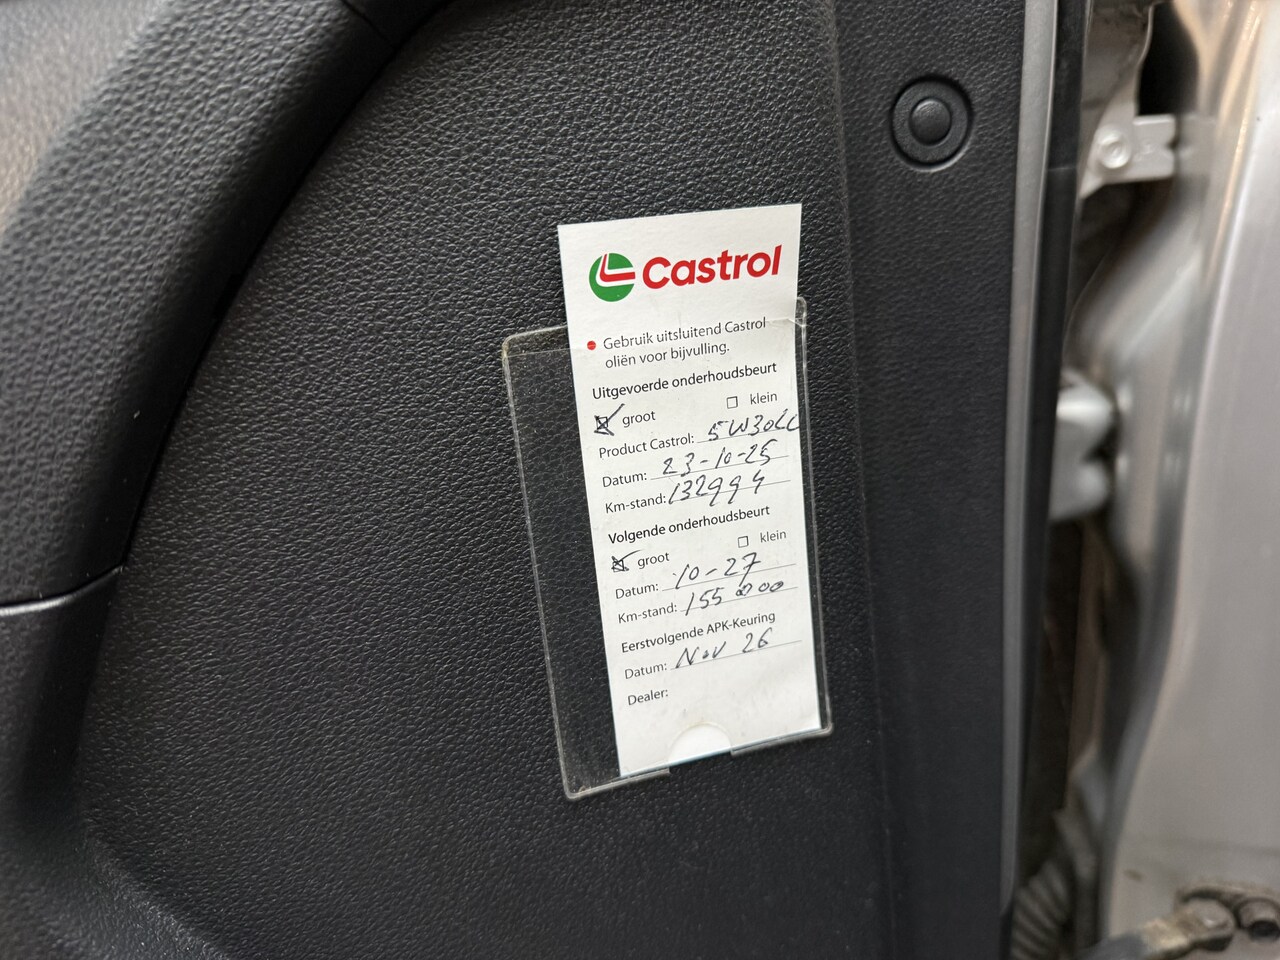 Castrol
Gebruik uitsluitend Castrol
oliën voor bijvulling.
Uitgevoerde onderhoudsbeurt
groot klein
Product Castrol: 5W30LL
Datum: 23-10-25
Km-stand: 132994
Volgende onderhoudsbeurt
groot klein
Datum: 10-27
Km-stand: 155000
Eerstvolgende APK-Keuring
Datum: Nov 26
Dealer: